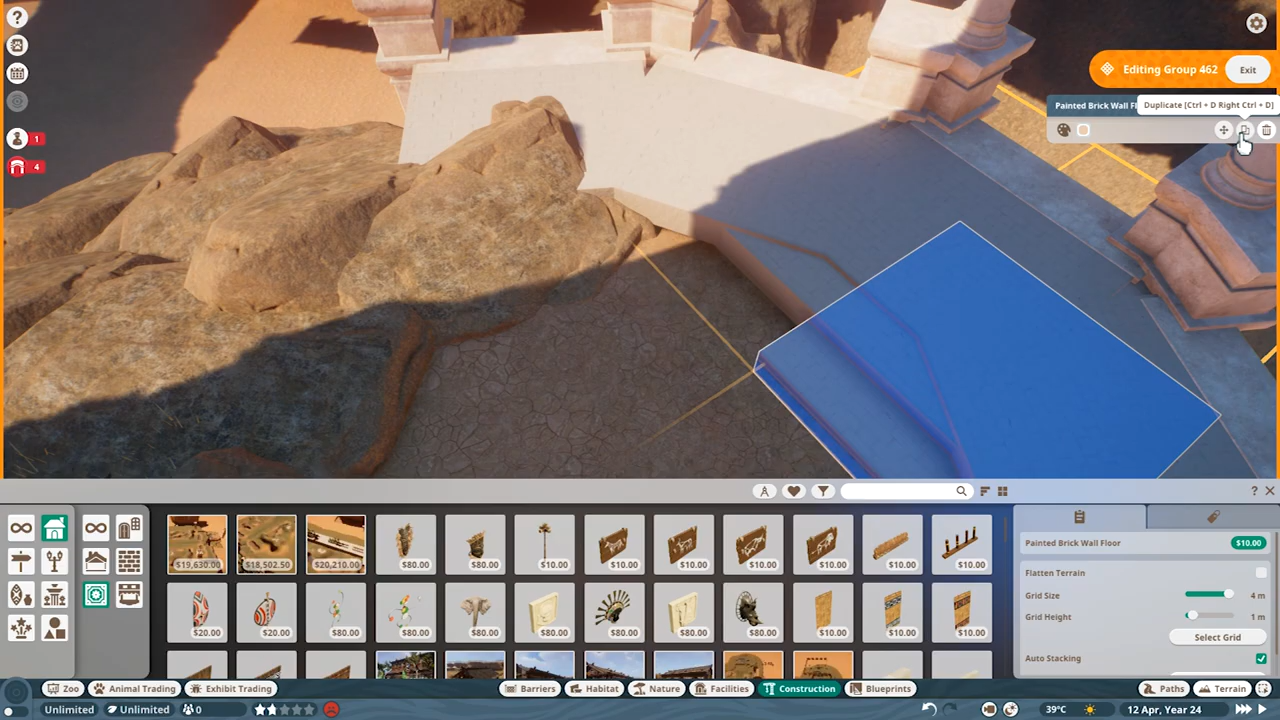 ?
1
4
Editing Group 462
Exit
Painted Brick Wall Fl
Duplicate [Ctrl + D Right Ctrl + D]
? ×
$19,630.00 $18,502.50 $20,210.00 $80.00 $80.00 $10.00 $10.00 $10.00 $10.00 $10.00 $10.00 $10.00
$20.00 $20.00 $80.00 $80.00 $80.00 $80.00 $80.00 $80.00 $80.00 $10.00 $10.00 $10.00
Painted Brick Wall Floor $10.00
Flatten Terrain
Grid Size 4 m
Grid Height 1 m
Select Grid
Auto Stacking
Zoo Animal Trading Exhibit Trading Barriers Habitat Nature Facilities Construction Blueprints Paths Terrain
Unlimited Unlimited 0 39°C 12 Apr, Year 24